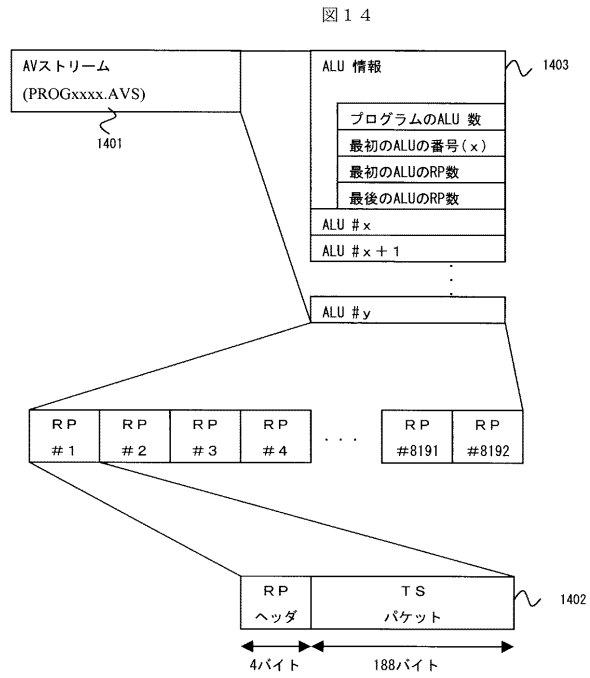 図１４
AVストリーム
(PROGxxxx.AVS)
1401
ALU 情報
1403
プログラムのALU 数
最初のALUの番号(ｘ)
最初のALUのRP数
最後のALUのRP数
ALU ＃ｘ
ALU ＃ｘ＋１
ALU ＃ｙ
ＲＰ
＃１
ＲＰ
＃２
ＲＰ
＃３
ＲＰ
＃４
・・・
ＲＰ
#8191
ＲＰ
#8192
ＲＰ
ヘッダ
ＴＳ
パケット
1402
4バイト
188バイト